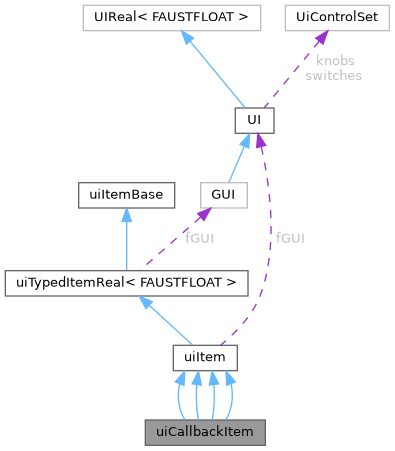 UIReal< FAUSTFLOAT >
UiControlSet
knobs
switches
UI
uiItemBase
GUI
fGUI
fGUI
uiTypedItemReal< FAUSTFLOAT >
uiItem
uiCallbackItem